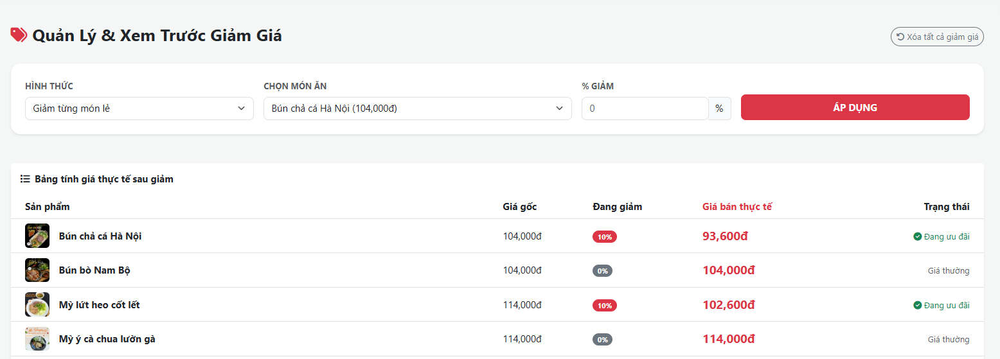 Quản Lý & Xem Trước Giảm Giá
Xóa tất cả giảm giá
HÌNH THỨC
CHỌN MÓN ĂN
% GIẢM
Giảm từng món lẻ
Bún chả cá Hà Nội (104,000đ)
0
%
ÁP DỤNG
Bảng tính giá thực tế sau giảm
Sản phẩm Giá gốc Đang giảm Giá bán thực tế Trạng thái
Bún chả cá Hà Nội 104,000đ 10% 93,600đ Đang ưu đãi
Bún bò Nam Bộ 104,000đ 0% 104,000đ Giá thường
Mỳ lứt heo cốt lết 114,000đ 10% 102,600đ Đang ưu đãi
Mỳ ý cà chua lườn gà 114,000đ 0% 114,000đ Giá thường